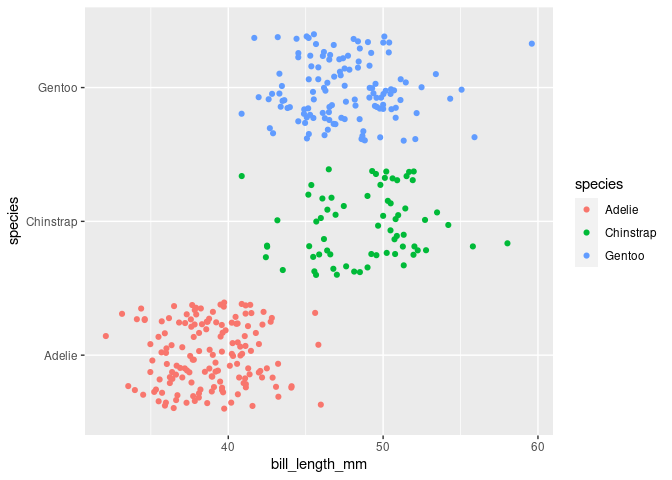 species
Gentoo
Chinstrap
Adelie
40
50
60
bill_length_mm
species
Adelie
Chinstrap
Gentoo